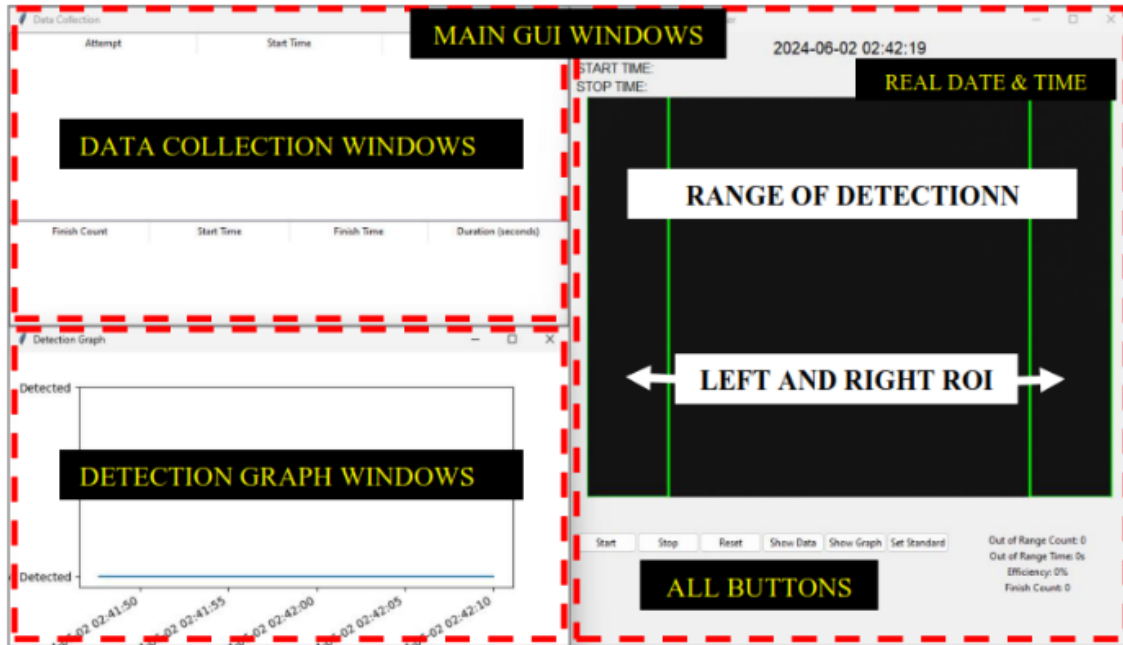 Data Collection
MAIN GUI WINDOWS
Attempt Start Time
2024-06-02 02:42:19
START TIME:
STOP TIME:
REAL DATE & TIME
DATA COLLECTION WINDOWS
RANGE OF DETECTIONN
Finish Count Start Time Finish Time Duration (seconds)
Detection Graph
Detected
LEFT AND RIGHT ROI
DETECTION GRAPH WINDOWS
Detected
02 02:41:50
02 02:41:55
02 02:42:00
02 02:42:05
02 02:42:10
Start Stop Reset Show Data Show Graph Set Standard
Out of Range Count: 0
Out of Range Time: 0s
Efficiency: 0%
Finish Count: 0
ALL BUTTONS